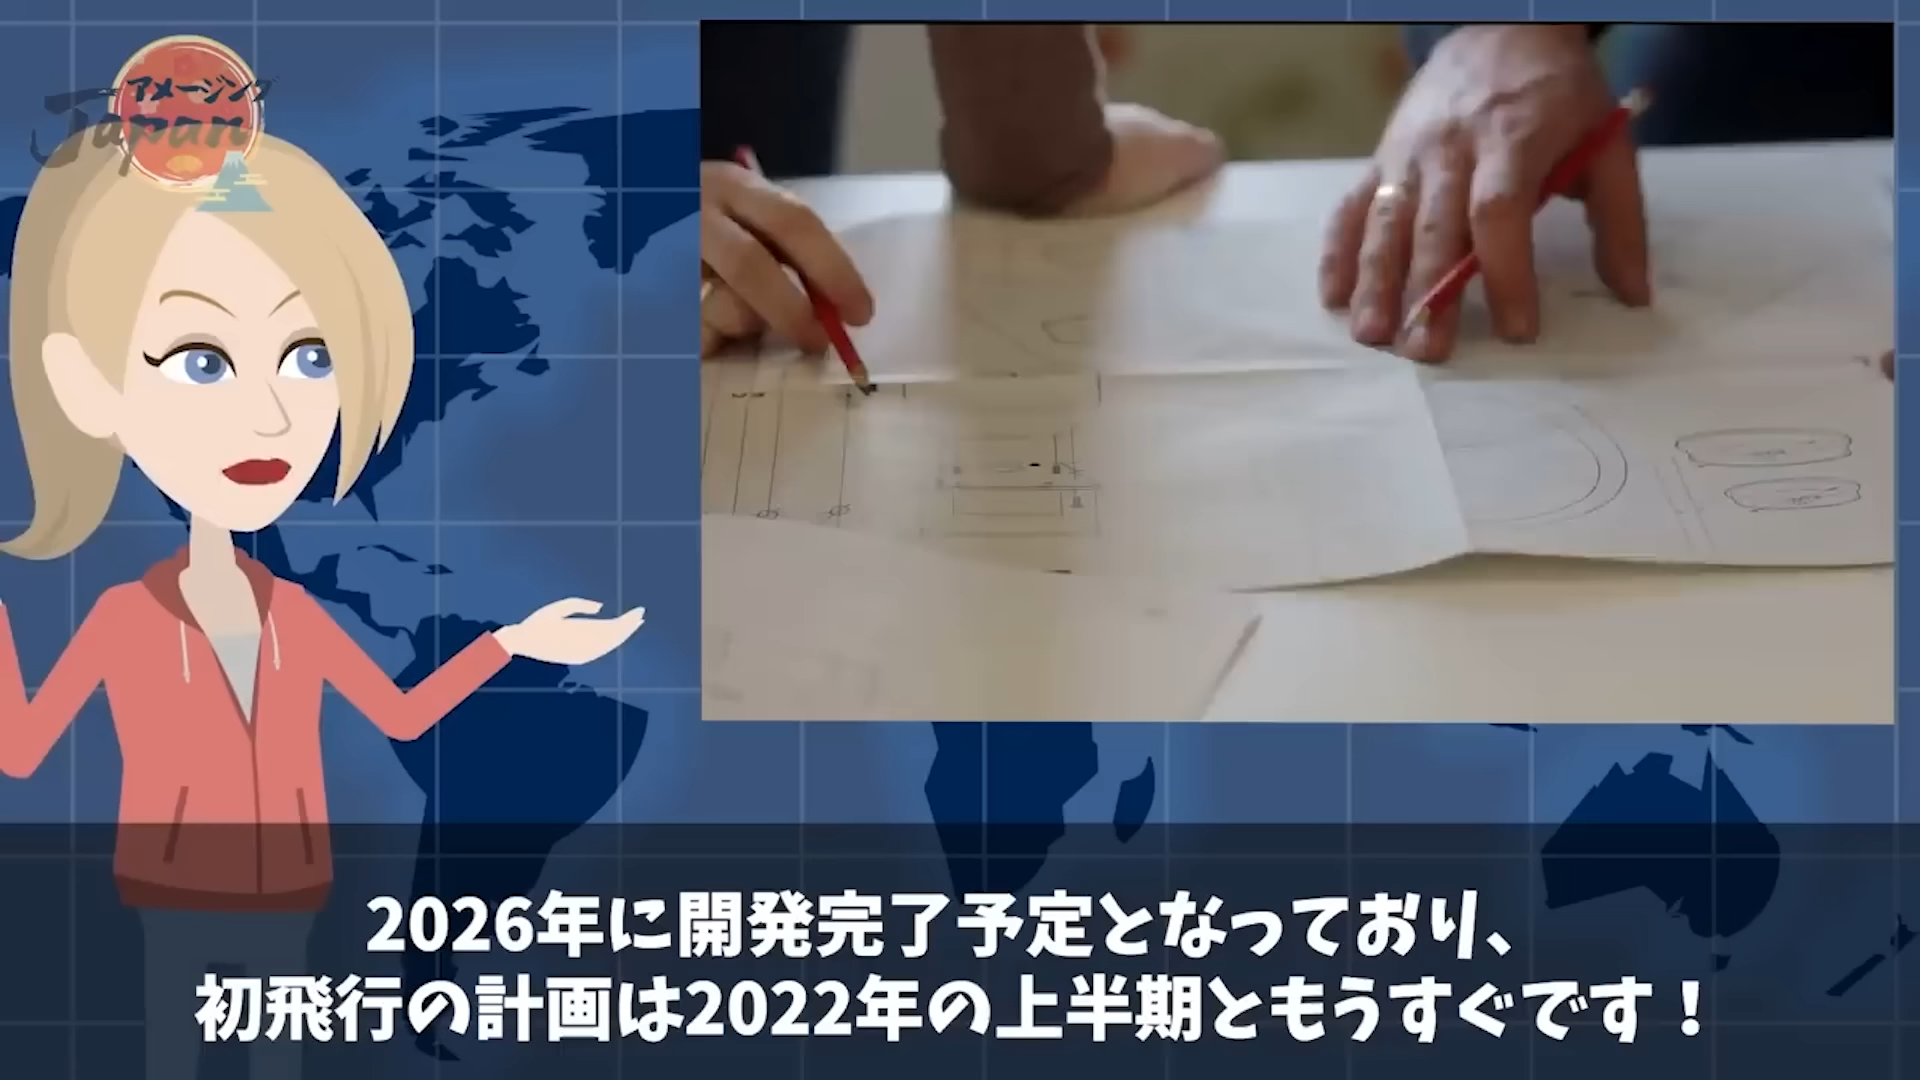 アメージング
Japan
2026年に開発完了予定となっており、
初飛行の計画は2022年の上半期ともうすぐです！